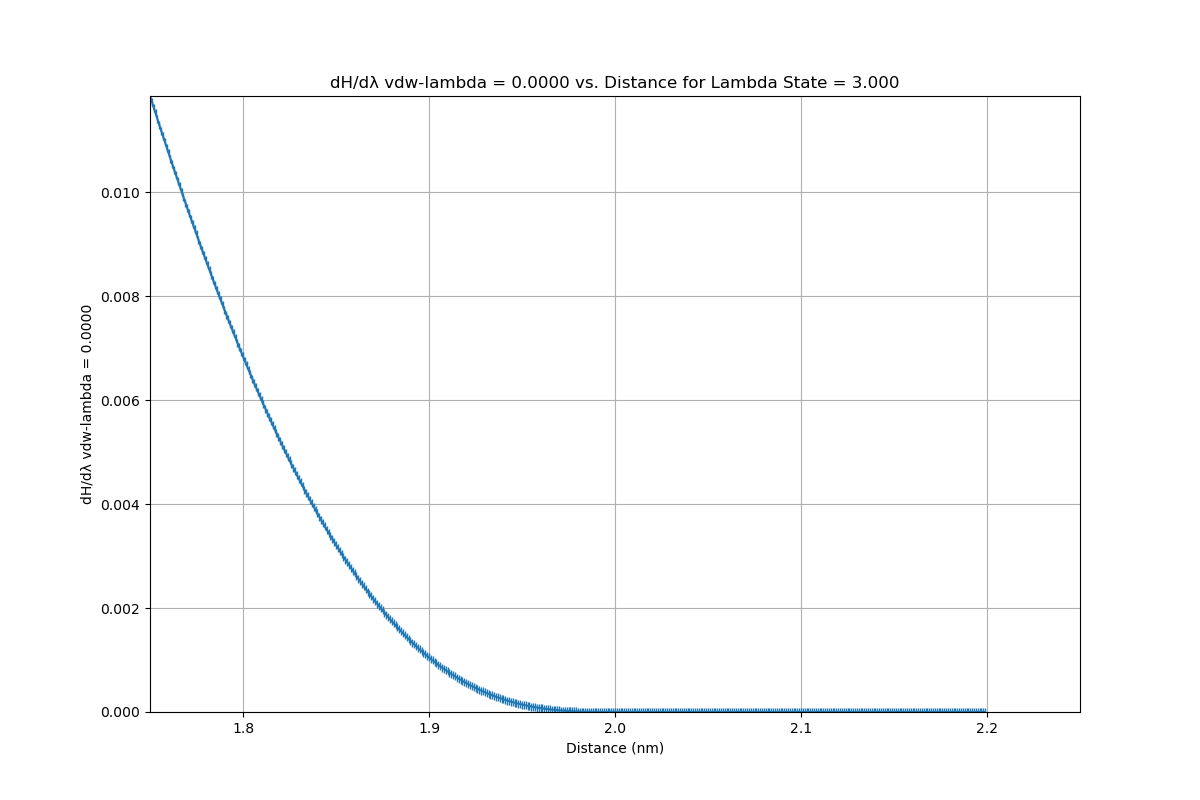 dH/dλ vdw-lambda = 0.0000 vs. Distance for Lambda State = 3.000
dH/dλ vdw-lambda = 0.0000
0.010
0.008
0.006
0.004
0.002
0.000
1.8 1.9 2.0 2.1 2.2
Distance (nm)